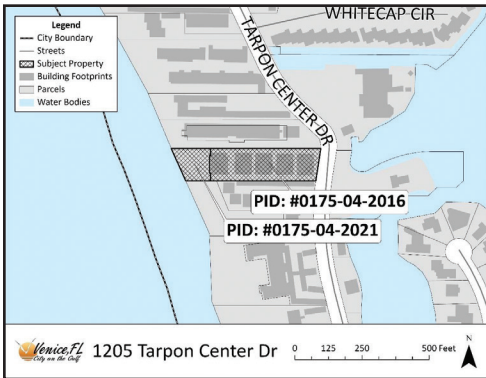 Legend
City Boundary
Streets
Subject Property
Building Footprints
Parcels
Water Bodies
WHITECAP CIR
TARPON CENTER DR
PID: #0175-04-2016
PID: #0175-04-2021
Venice, FL
City on the Gulf
1205 Tarpon Center Dr
0 125 250 500 Feet
N